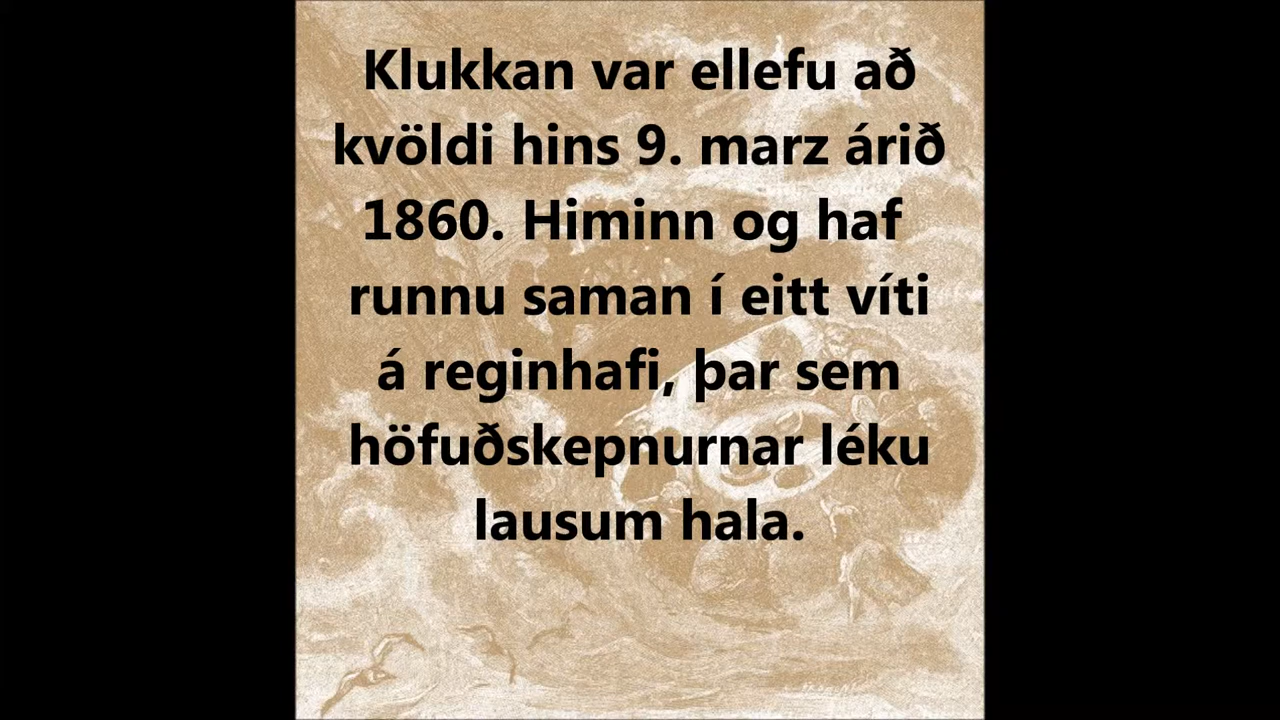 Klukkan var ellefu að
kvöldi hins 9. marz árið
1860. Himinn og haf
runnu saman í eitt víti
á reginhafi, þar sem
höfuðskepnurnar léku
lausum hala.